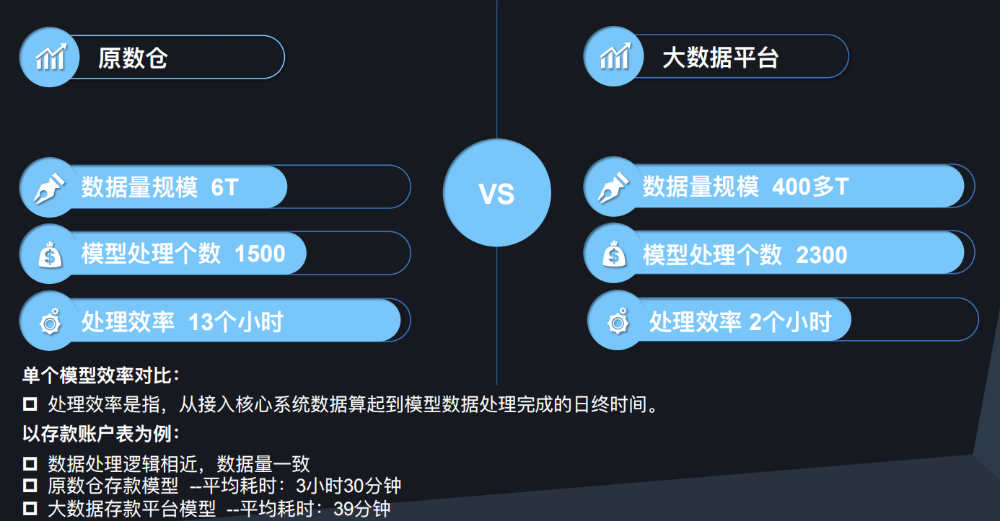 原数仓
数据量规模 6T
模型处理个数 1500
处理效率 13个小时
VS
大数据平台
数据量规模 400多T
模型处理个数 2300
处理效率 2个小时
单个模型效率对比：
处理效率是指，从接入核心系统数据算起到模型数据处理完成的日终时间。
以存款账户表为例：
数据处理逻辑相近，数据量一致
原数仓存款模型 --平均耗时：3小时30分钟
大数据存款平台模型 --平均耗时：39分钟